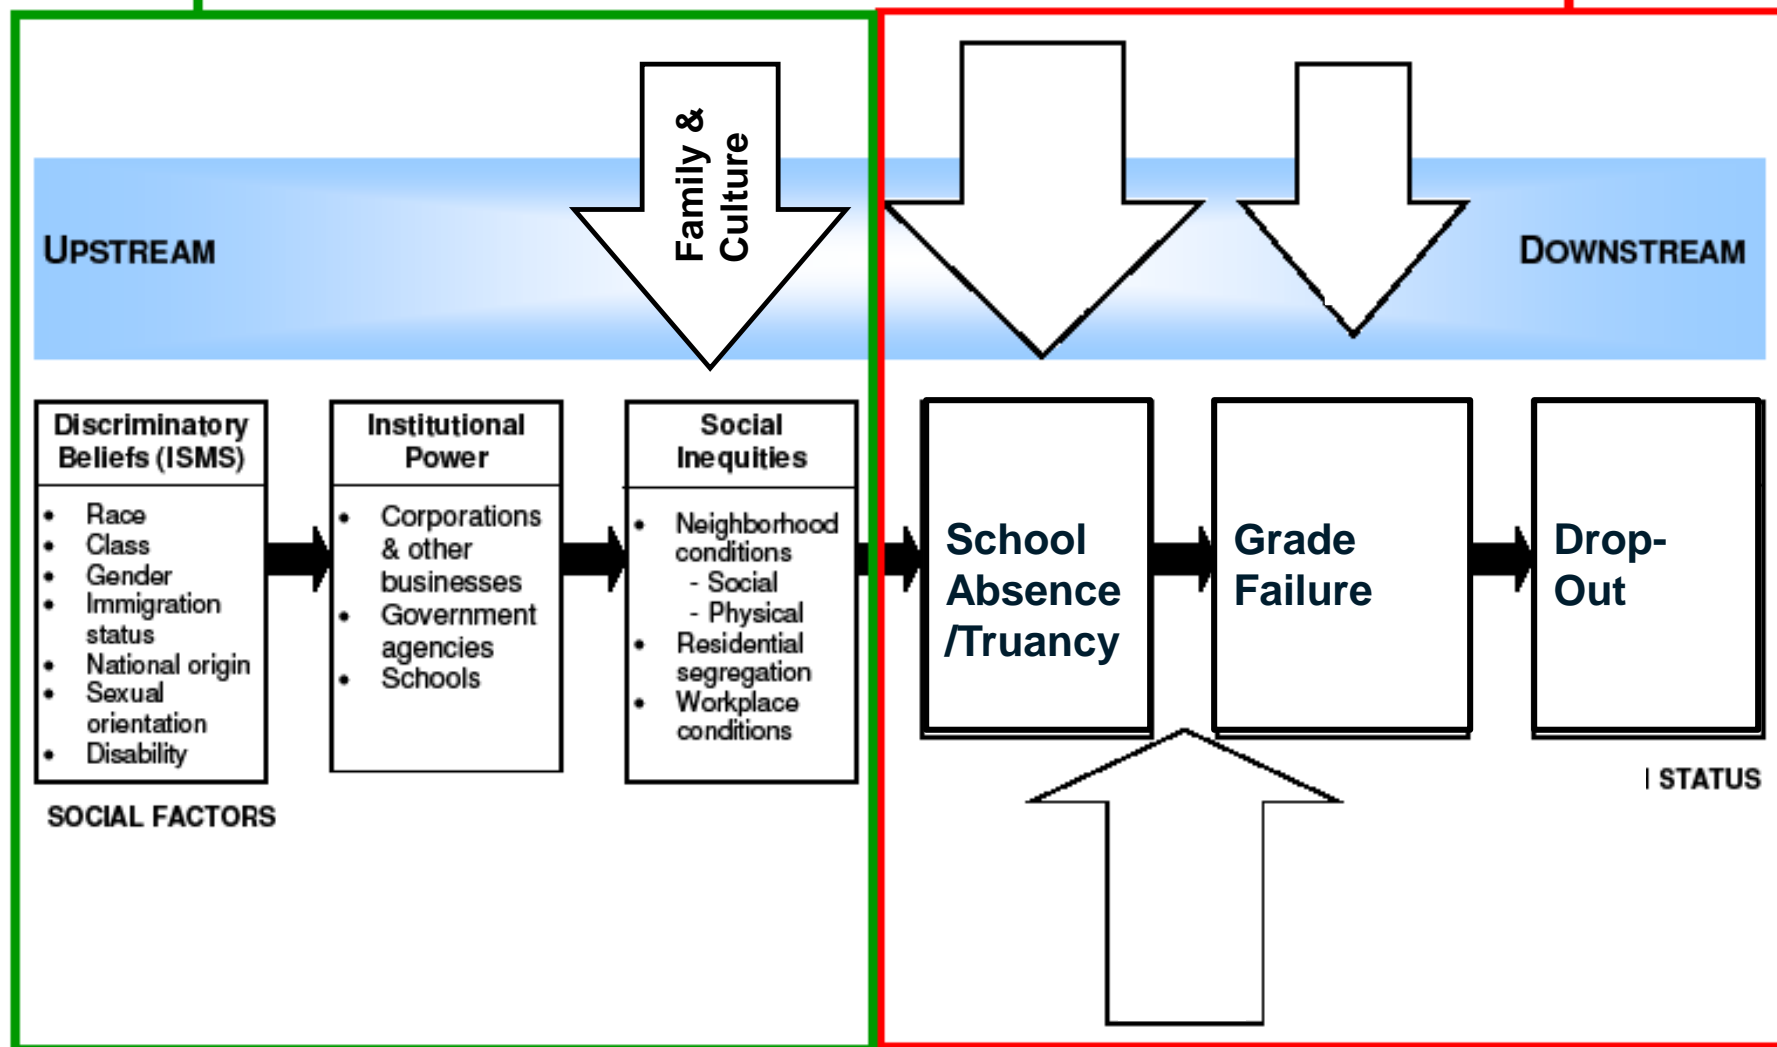 Family &
Culture
UPSTREAM
DOWNSTREAM
Discriminatory
Beliefs (ISMS)
• Race
• Class
• Gender
• Immigration
status
• National origin
• Sexual
orientation
• Disability
Institutional
Power
• Corporations
& other
businesses
• Government
agencies
• Schools
Social
Inequities
• Neighborhood
conditions
- Social
- Physical
• Residential
segregation
• Workplace
conditions
School
Absence
/Truancy
Grade
Failure
Drop-
Out
SOCIAL FACTORS
STATUS